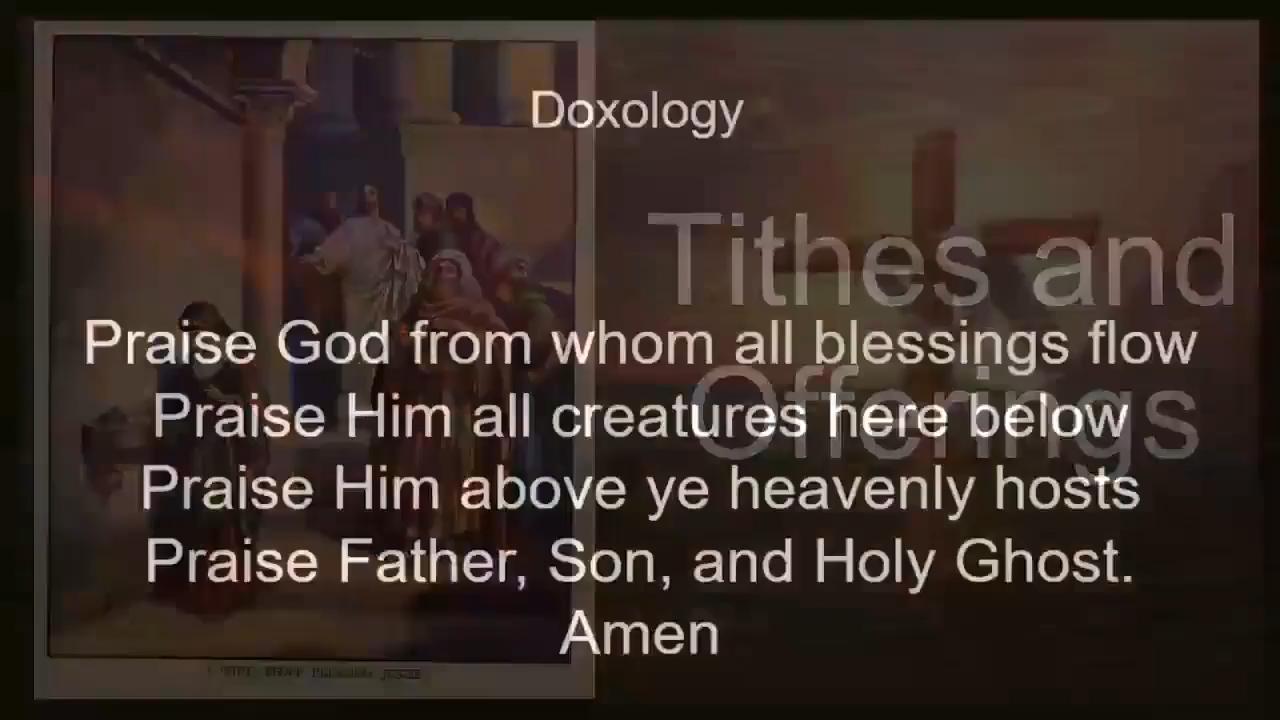 Doxology
Tithes and
Offerings
Praise God from whom all blessings flow
Praise Him all creatures here below
Praise Him above ye heavenly hosts
Praise Father, Son, and Holy Ghost.
Amen